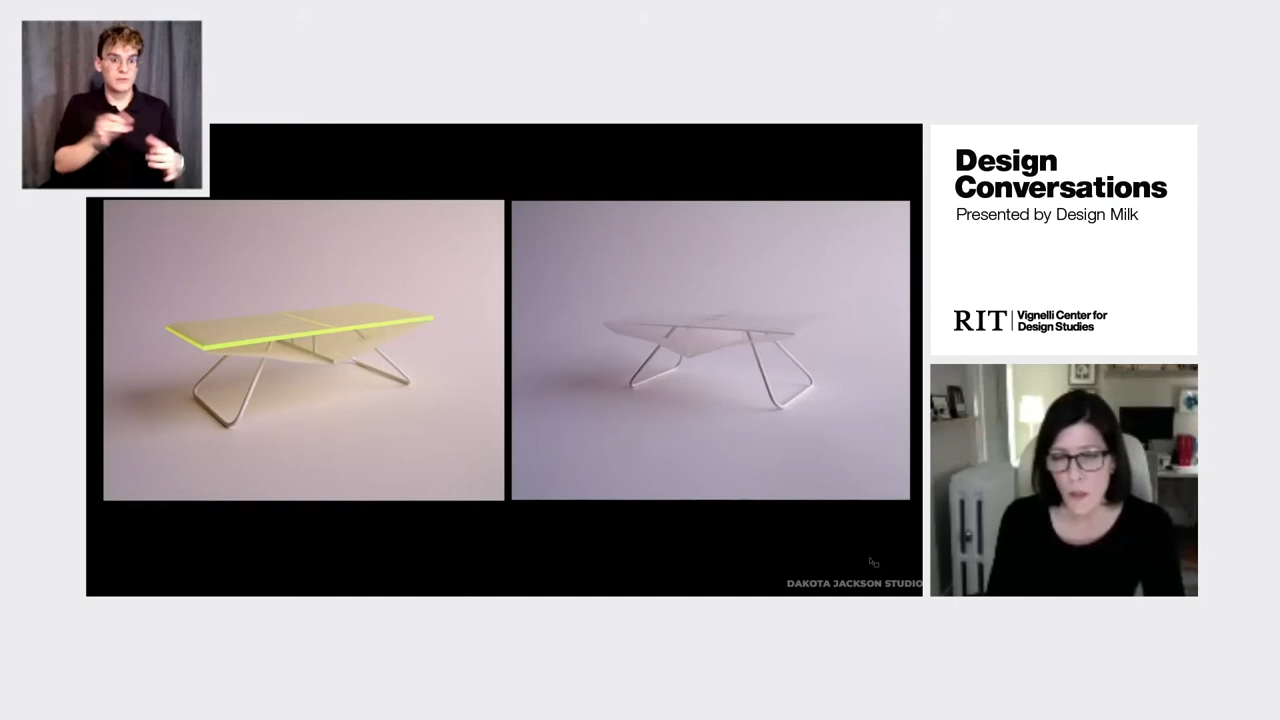 Design
Conversations
Presented by Design Milk
RIT
Vignelli Center for
Design Studies
DAKOTA JACKSON STUDIO